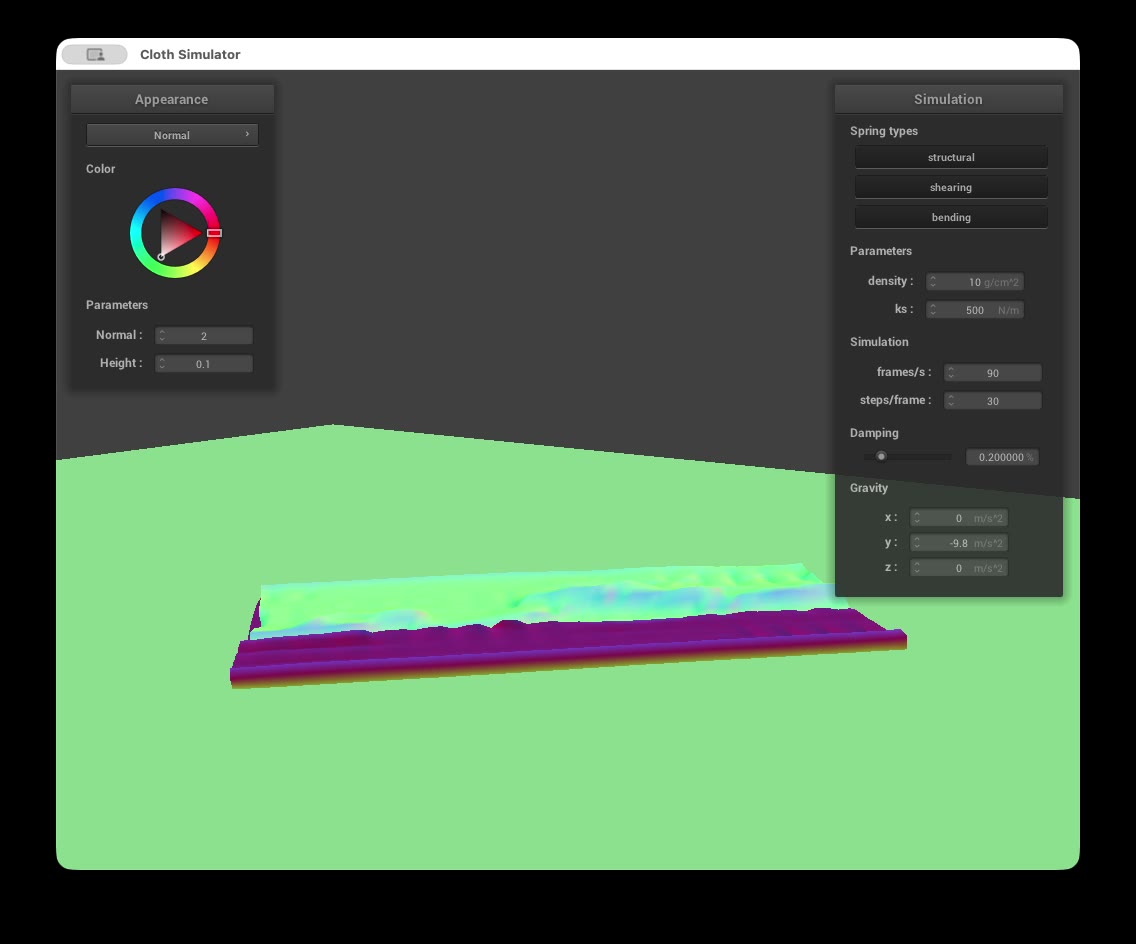 Cloth Simulator
Appearance
Normal
Color
Parameters
Normal :
2
Height :
0.1
Simulation
Spring types
structural
shearing
bending
Parameters
density :
10 g/cm^2
ks :
500 N/m
Simulation
frames/s :
90
steps/frame :
30
Damping
0.200000 %
Gravity
x :
0 m/s^2
y :
-9.8 m/s^2
z :
0 m/s^2